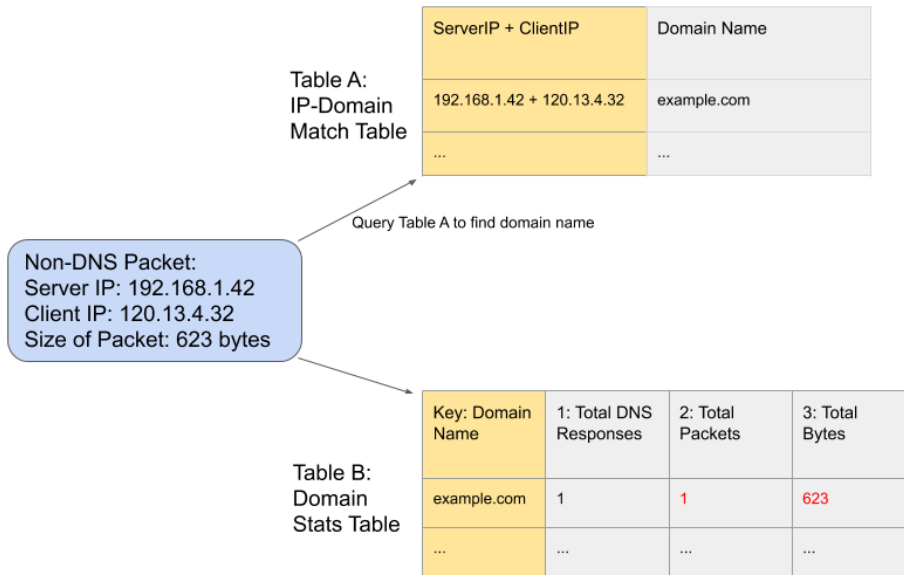 ServerIP + ClientIP
Domain Name
Table A:
IP-Domain
Match Table
192.168.1.42 + 120.13.4.32
example.com
...
...
Query Table A to find domain name
Non-DNS Packet:
Server IP: 192.168.1.42
Client IP: 120.13.4.32
Size of Packet: 623 bytes
Key: Domain
Name
1: Total DNS
Responses
2: Total
Packets
3: Total
Bytes
Table B:
Domain
Stats Table
example.com
1
1
623
...
...
...
...